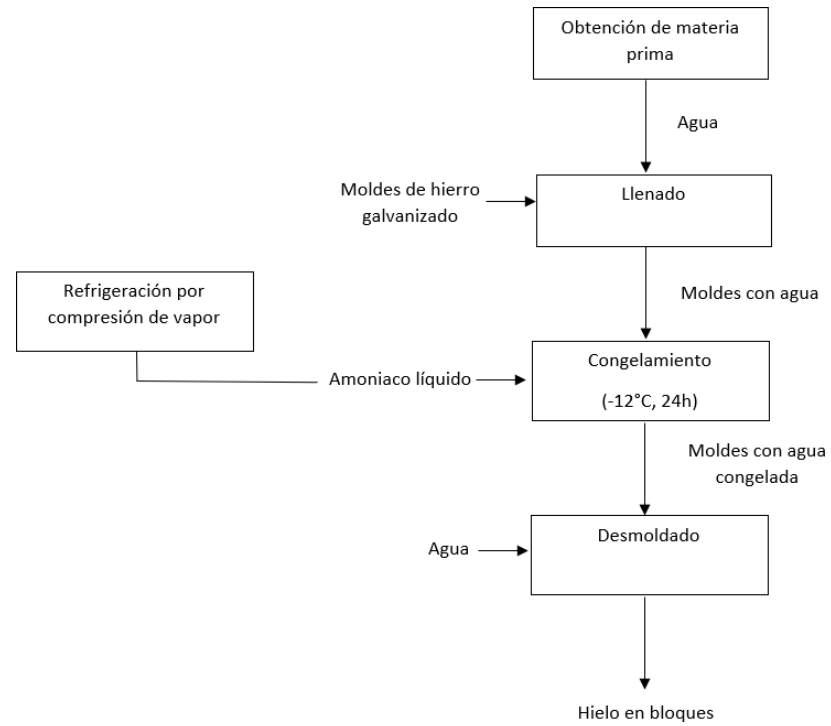 Obtención de materia
prima
Agua
Moldes de hierro
galvanizado
Llenado
Moldes con agua
Refrigeración por
compresión de vapor
Amoniaco líquido
Congelamiento
(-12°C, 24h)
Moldes con agua
congelada
Agua
Desmoldado
Hielo en bloques